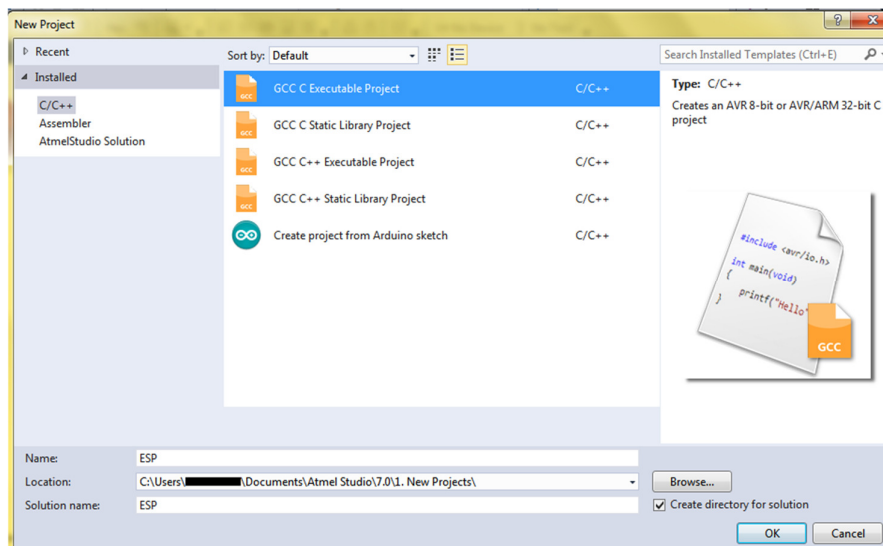 New Project
Recent
Installed
C/C++
Assembler
AtmelStudio Solution
Sort by: Default
GCC C Executable Project C/C++
GCC C Static Library Project C/C++
GCC C++ Executable Project C/C++
GCC C++ Static Library Project C/C++
Create project from Arduino sketch C/C++
Search Installed Templates (Ctrl+E)
Type: C/C++
Creates an AVR 8-bit or AVR/ARM 32-bit C
project
#include <avr/io.h>
int main(void)
{
printf("Hello"
}
GCC
Name: ESP
Location: C:\Users\ \Documents\Atmel Studio\7.0\1. New Projects\
Browse...
Solution name: ESP
Create directory for solution
OK Cancel